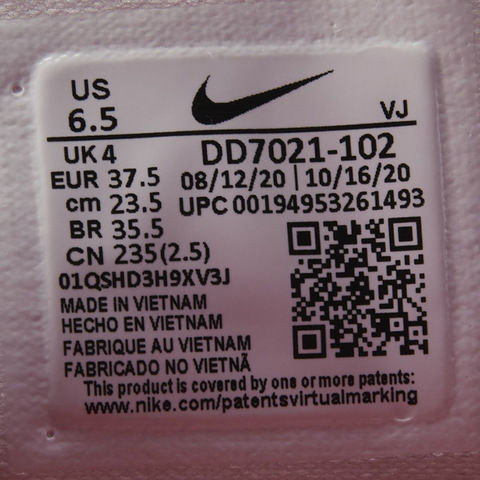 US
6.5
VJ
UK 4
DD7021-102
EUR 37.5
08/12/20 | 10/16/20
cm 23.5
UPC 00194953261493
BR 35.5
CN 235(2.5)
01QSHD3H9XV3J
MADE IN VIETNAM
HECHO EN VIETNAM
FABRIQUE AU VIETNAM
FABRICADO NO VIETNÃ
This product is covered by one or more patents:
www.nike.com/patentsvirtualmarking